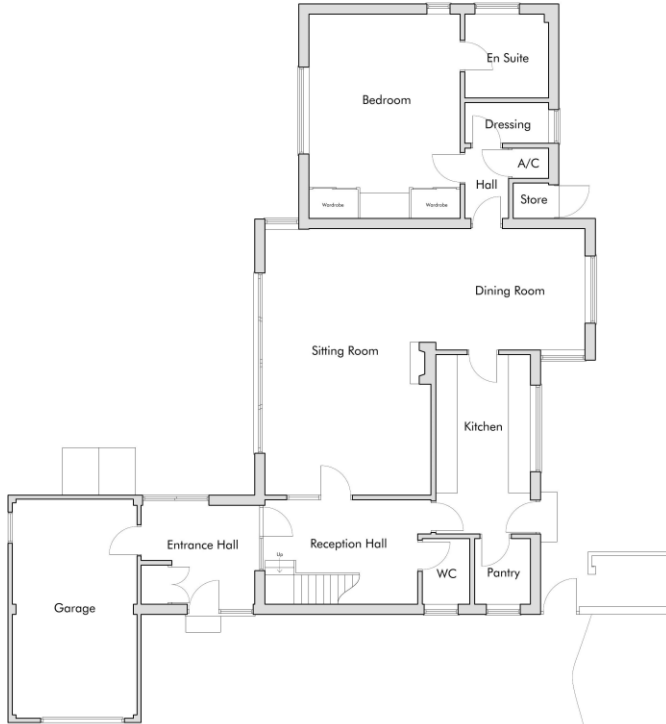 En Suite
Bedroom
Dressing
A/C
Hall
Store
Wardrobe
Wardrobe
Dining Room
Sitting Room
Kitchen
Entrance Hall
Reception Hall
Up
WC
Pantry
Garage